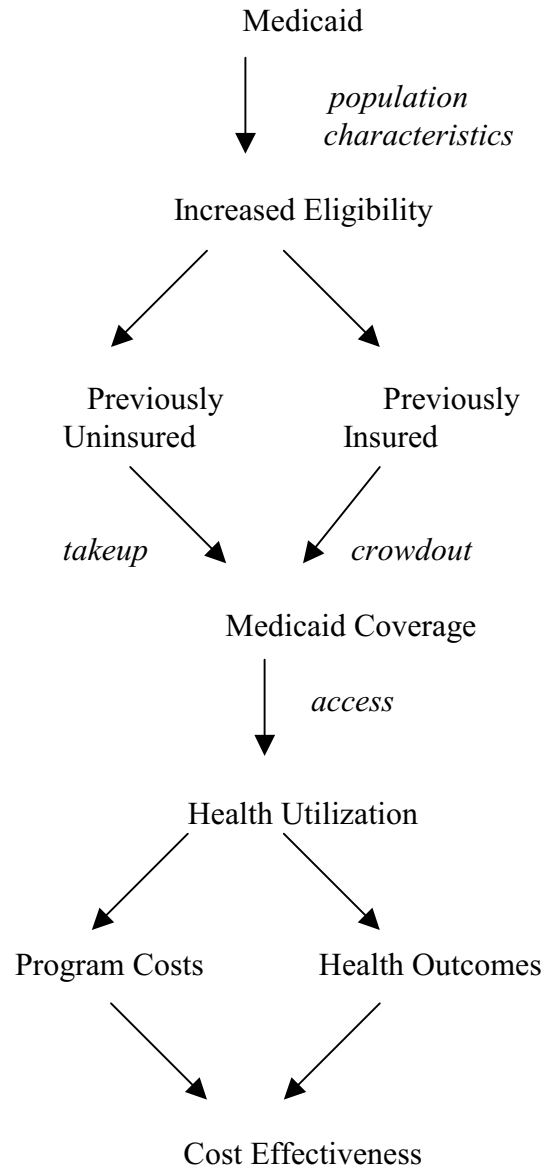 Medicaid
population
characteristics
Increased Eligibility
Previously
Uninsured
Previously
Insured
takeup
crowdout
Medicaid Coverage
access
Health Utilization
Program Costs
Health Outcomes
Cost Effectiveness